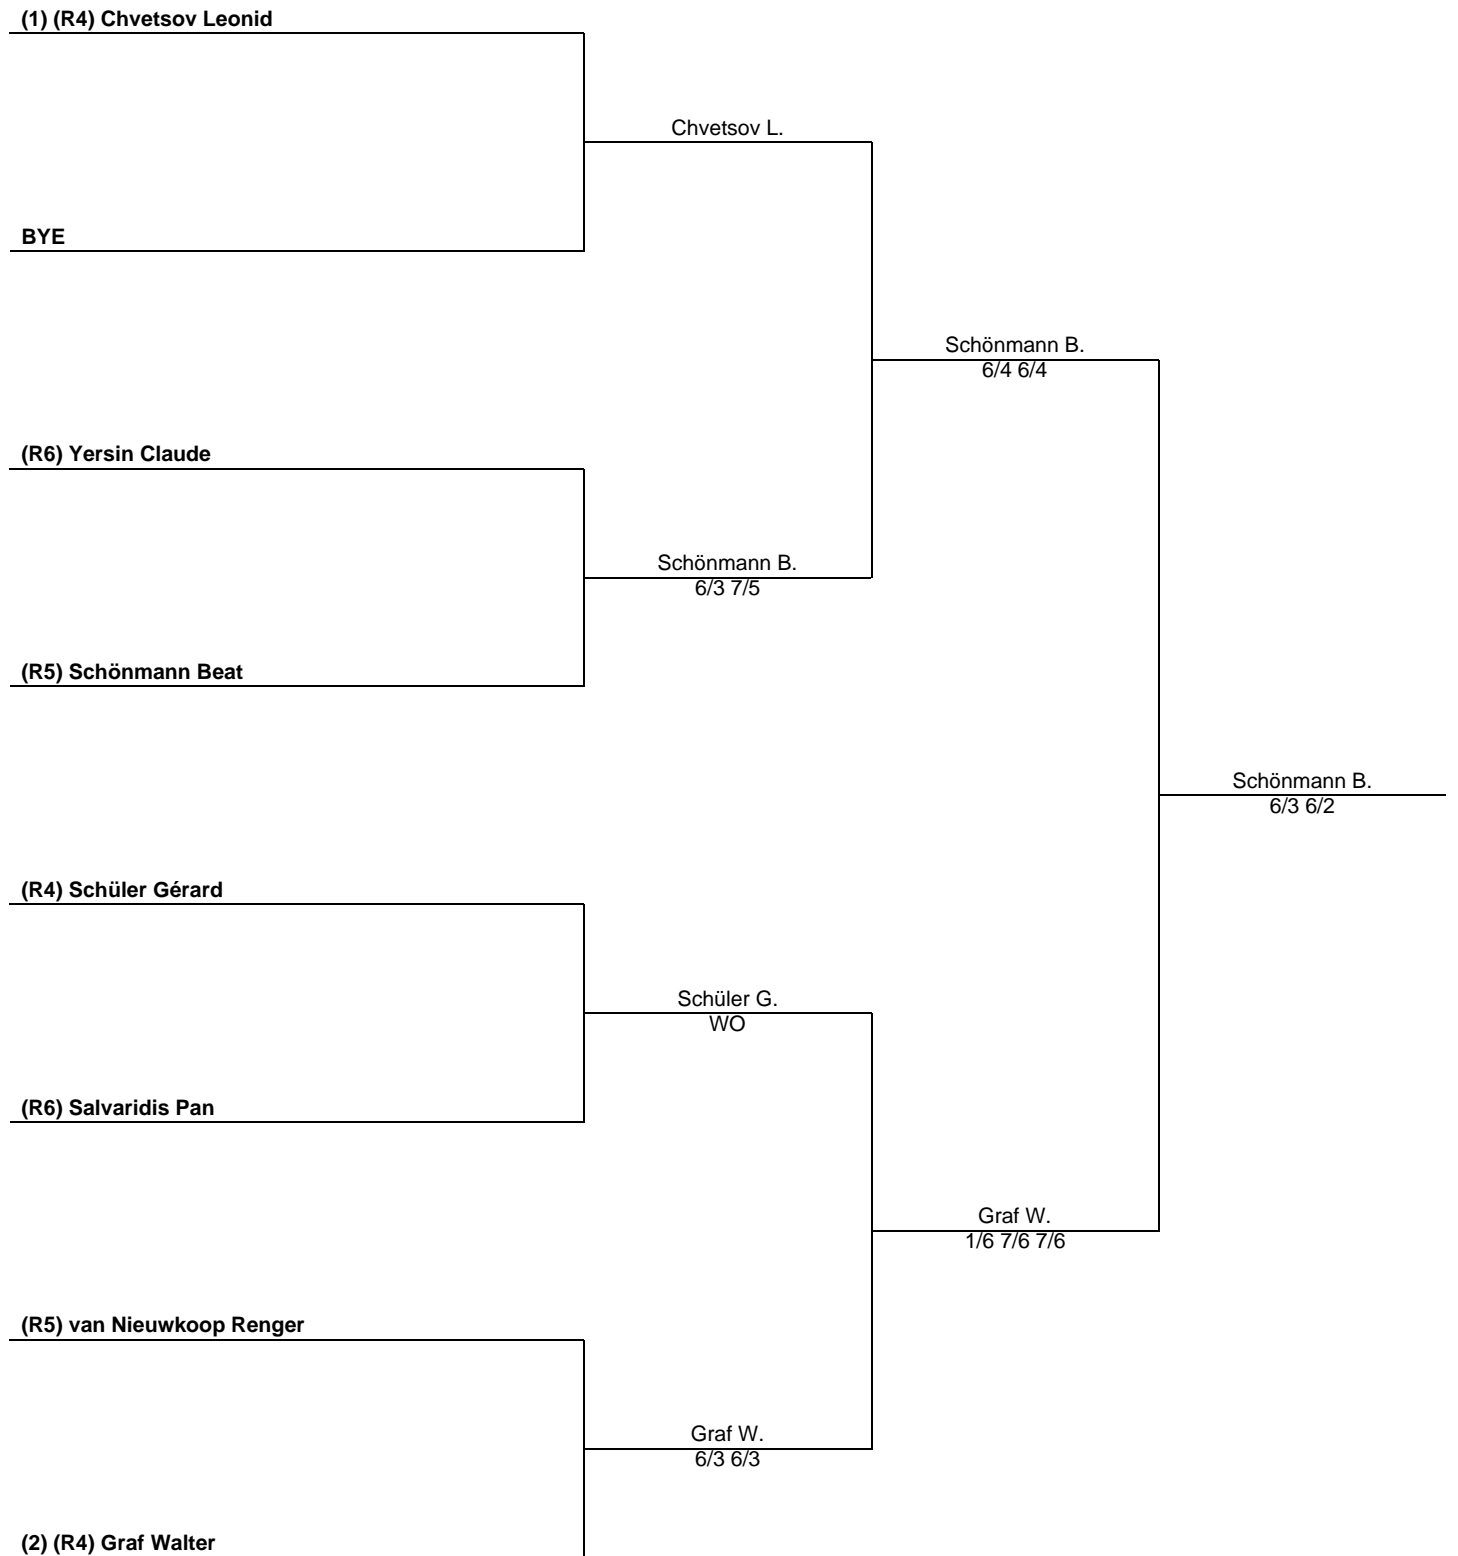 (1) (R4) Chvetsov Leonid
Chvetsov L.
BYE
Schönmann B.
6/4 6/4
(R6) Yersin Claude
Schönmann B.
6/3 7/5
(R5) Schönmann Beat
Schönmann B.
6/3 6/2
(R4) Schüler Gérard
Schüler G.
WO
(R6) Salvaridis Pan
Graf W.
1/6 7/6 7/6
(R5) van Nieuwkoop Renger
Graf W.
6/3 6/3
(2) (R4) Graf Walter